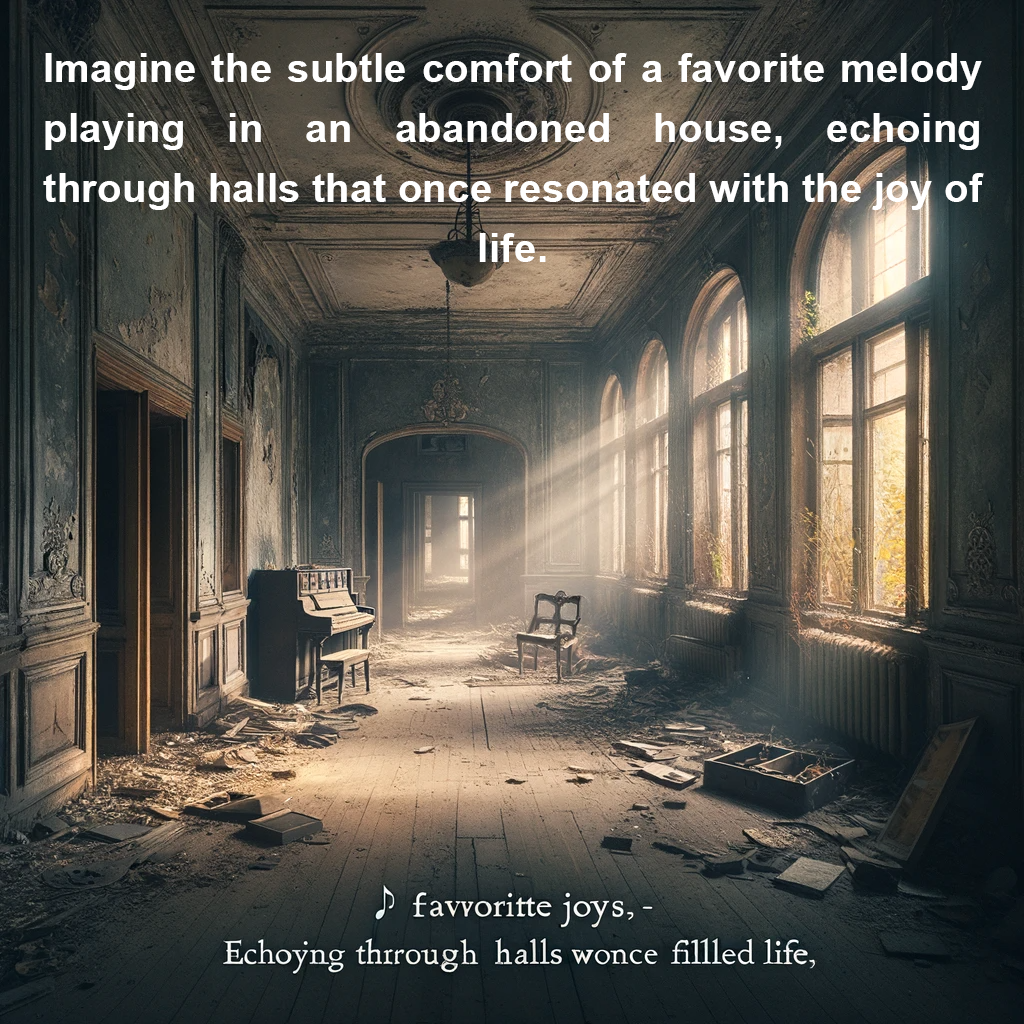 Imagine the subtle comfort of a favorite melody
playing in an abandoned house, echoing
through halls that once resonated with the joy of
life.
♪ favvoritte joys, -
Echoyng thrrough halls wonce fillled life,